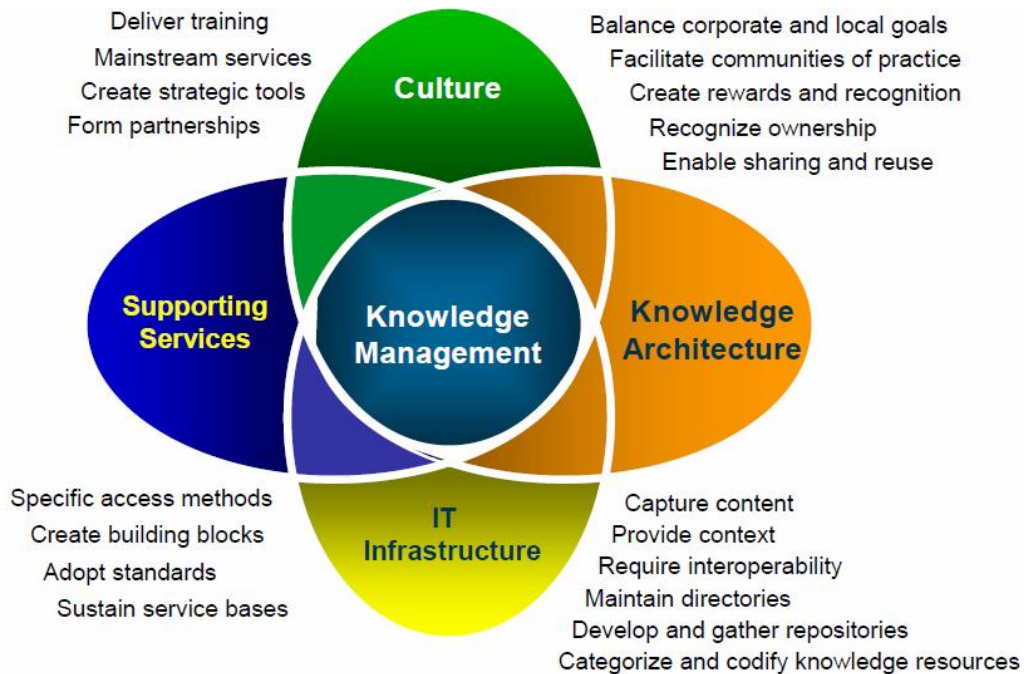 Deliver training
Mainstream services
Create strategic tools
Form partnerships
Balance corporate and local goals
Facilitate communities of practice
Create rewards and recognition
Recognize ownership
Enable sharing and reuse
Culture
Supporting
Services
Knowledge
Management
Knowledge
Architecture
IT
Infrastructure
Specific access methods
Create building blocks
Adopt standards
Sustain service bases
Capture content
Provide context
Require interoperability
Maintain directories
Develop and gather repositories
Categorize and codify knowledge resources